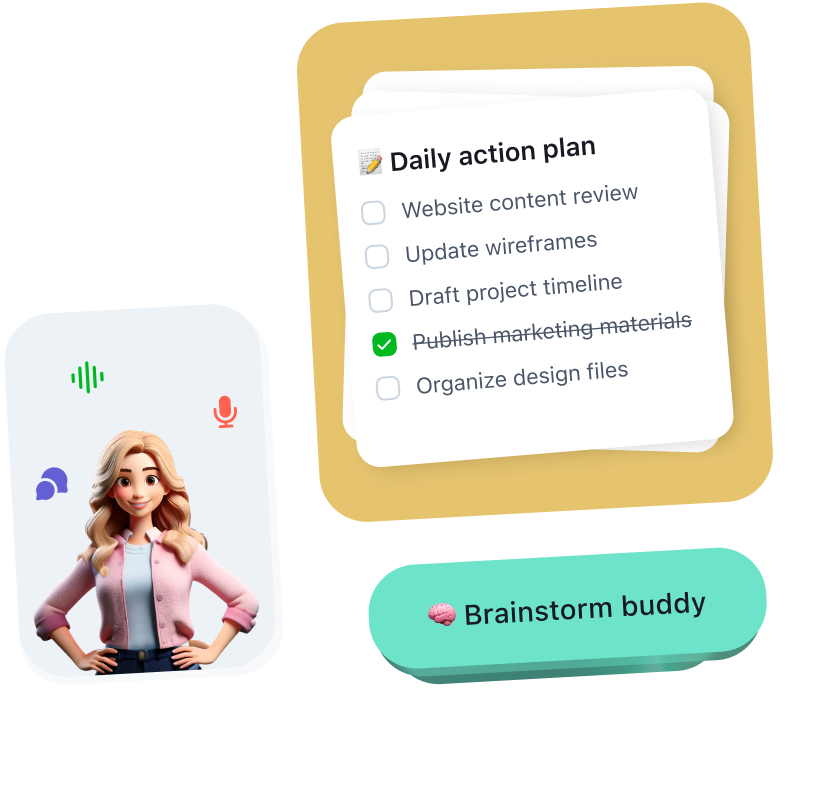 📝 Daily action plan
Website content review
Update wireframes
Draft project timeline
Publish marketing materials
Organize design files
🧠 Brainstorm buddy